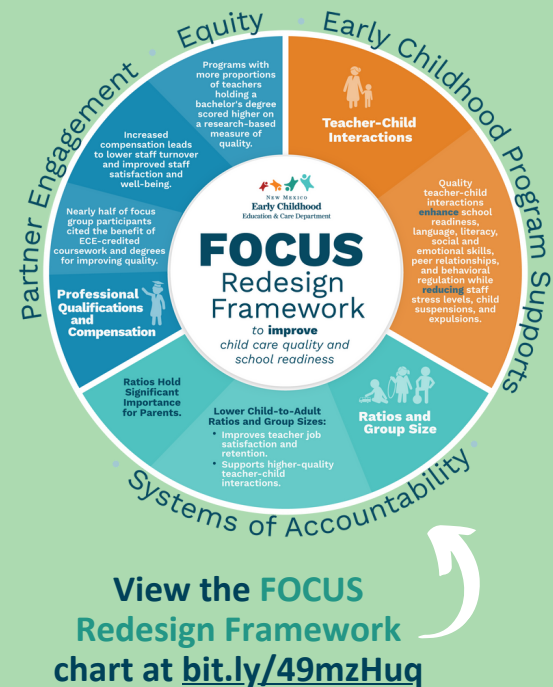 Partner Engagement • Equity • Early Childhood Program Supports • Systems of Accountability •
Programs with
more proportions
of teachers
holding a
bachelor's degree
scored higher on
a research-based
measure of
quality.
Increased
compensation leads
to lower staff turnover
and improved staff
satisfaction and
well-being.
Nearly half of focus
group participants
cited the benefit of
ECE-credited
coursework and degrees
for improving quality.
Professional
Qualifications
and
Compensation
Teacher-Child
Interactions
Quality
teacher-child
interactions
enhance school
readiness,
language, literacy,
social and
emotional skills,
peer relationships,
and behavioral
regulation while
reducing staff
stress levels, child
suspensions, and
expulsions.
New Mexico
Early Childhood
Education & Care Department
FOCUS
Redesign
Framework
to improve
child care quality and
school readiness
Ratios Hold
Significant
Importance
for Parents.
Lower Child-to-Adult
Ratios and Group Sizes:
• Improves teacher job
satisfaction and
retention.
• Supports higher-quality
teacher-child
interactions.
Ratios and
Group Size
View the FOCUS
Redesign Framework
chart at bit.ly/49mzHuq